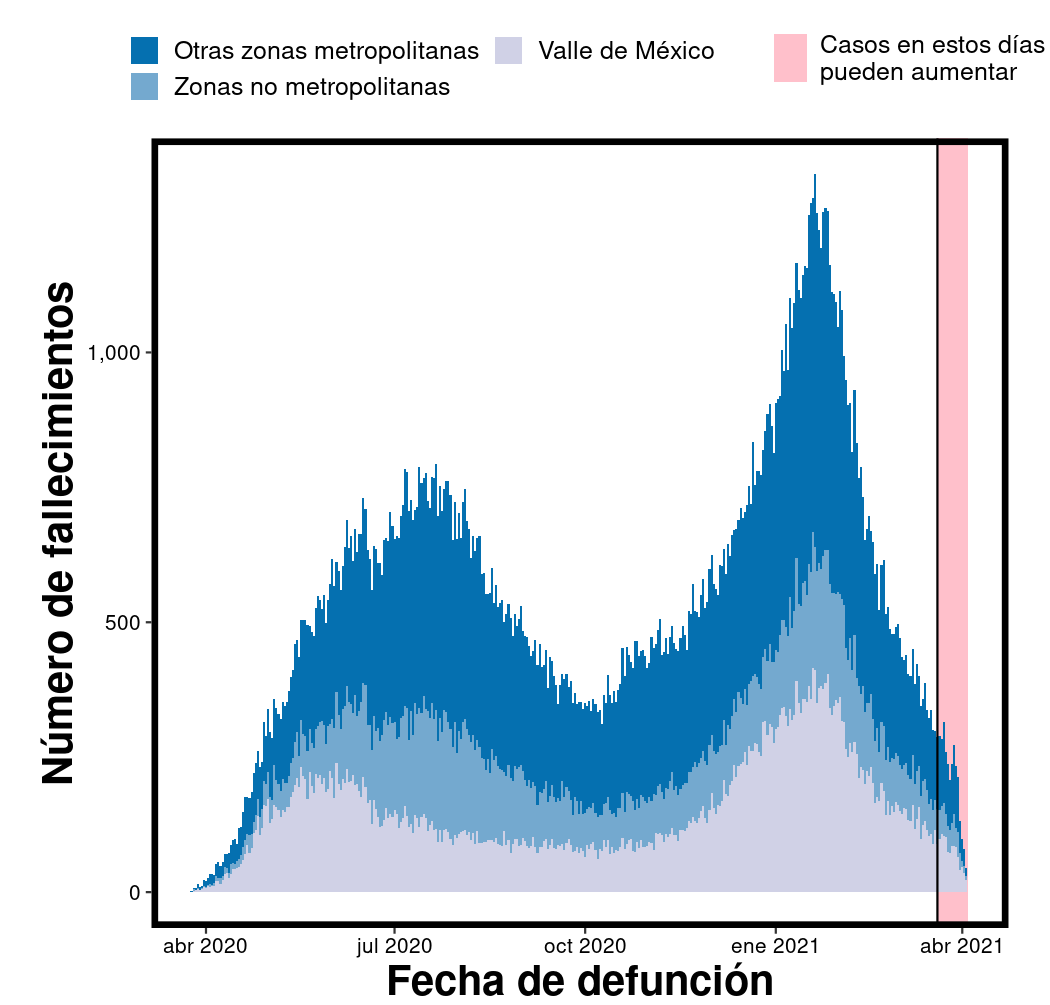 Otras zonas metropolitanas
Zonas no metropolitanas
Valle de México
Casos en estos días
pueden aumentar
Número de fallecimientos
1,000
500
0
abr 2020
jul 2020
oct 2020
ene 2021
abr 2021
Fecha de defunción